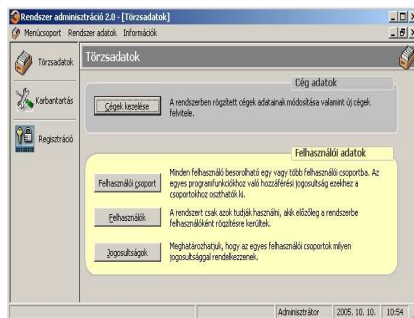 Rendszer adminisztráció 2.0 - [Törzsadatok]
Menücsoport Rendszer adatok Információk
Törzsadatok
Karbantartás
Regisztráció
Törzsadatok
Cég adatok
Cégek kezelése
A rendszerben rögzített cégek adatainak módosítása valamint új cégek
felvitele.
Felhasználói adatok
Felhasználói csoport
Minden felhasználó besorolható egy vagy több felhasználói csoportba. Az
egyes programfunkciókhoz való hozzáférési jogosultság ezekhez a
csoportokhoz oszthatók ki.
Felhasználók
A rendszert csak azok tudják használni, akik előzőleg a rendszerbe
felhasználóként rögzítésre kerültek.
Jogosultságok
Meghatározhatjuk, hogy az egyes felhasználói csoportok milyen
jogosultsággal rendelkezzenek.
Adminisztrátor 2005. 10. 10. 10:54